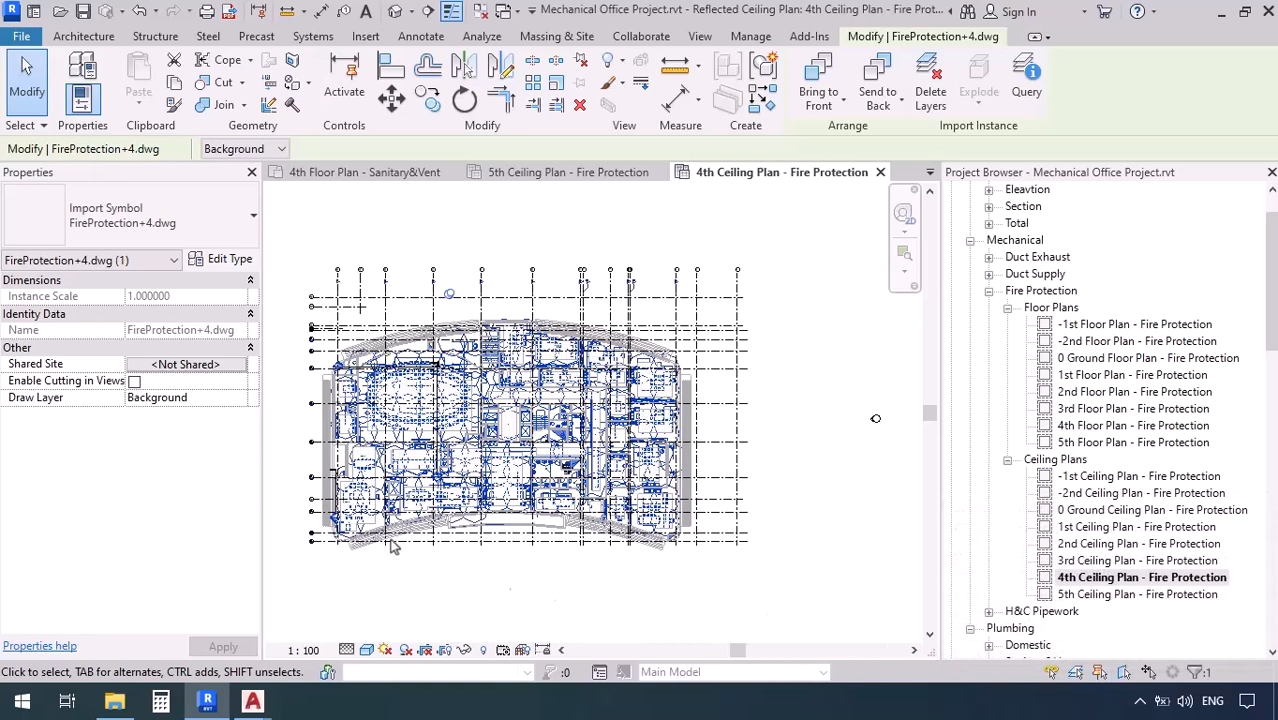 Mechanical Office Project.rvt - Reflected Ceiling Plan: 4th Ceiling Plan - Fire Prot...
Sign In
File
Architecture
Structure
Steel
Precast
Systems
Insert
Annotate
Analyze
Massing & Site
Collaborate
View
Manage
Add-Ins
Modify | FireProtection+4.dwg
Modify
Paste
Cope
Cut
Join
Activate
Bring to Front
Send to Back
Delete Layers
Explode
Query
Select
Properties
Clipboard
Geometry
Controls
Modify
View
Measure
Create
Arrange
Import Instance
Modify | FireProtection+4.dwg
Background
Properties
4th Floor Plan - Sanitary&Vent
5th Ceiling Plan - Fire Protection
4th Ceiling Plan - Fire Protection
Project Browser - Mechanical Office Project.rvt
Import Symbol
FireProtection+4.dwg
FireProtection+4.dwg (1)
Edit Type
Dimensions
Instance Scale 1.000000
Identity Data
Name FireProtection+4.dwg
Other
Shared Site <Not Shared>
Enable Cutting in Views
Draw Layer Background
Properties help
Apply
2D
Eleavtion
Section
Total
Mechanical
Duct Exhaust
Duct Supply
Fire Protection
Floor Plans
-1st Floor Plan - Fire Protection
-2nd Floor Plan - Fire Protection
0 Ground Floor Plan - Fire Protection
1st Floor Plan - Fire Protection
2nd Floor Plan - Fire Protection
3rd Floor Plan - Fire Protection
4th Floor Plan - Fire Protection
5th Floor Plan - Fire Protection
Ceiling Plans
-1st Ceiling Plan - Fire Protection
-2nd Ceiling Plan - Fire Protection
0 Ground Ceiling Plan - Fire Protection
1st Ceiling Plan - Fire Protection
2nd Ceiling Plan - Fire Protection
3rd Ceiling Plan - Fire Protection
4th Ceiling Plan - Fire Protection
5th Ceiling Plan - Fire Protection
H&C Pipework
Plumbing
Domestic
1 : 100
Click to select, TAB for alternates, CTRL adds, SHIFT unselects.
:0
Main Model
:1
ENG